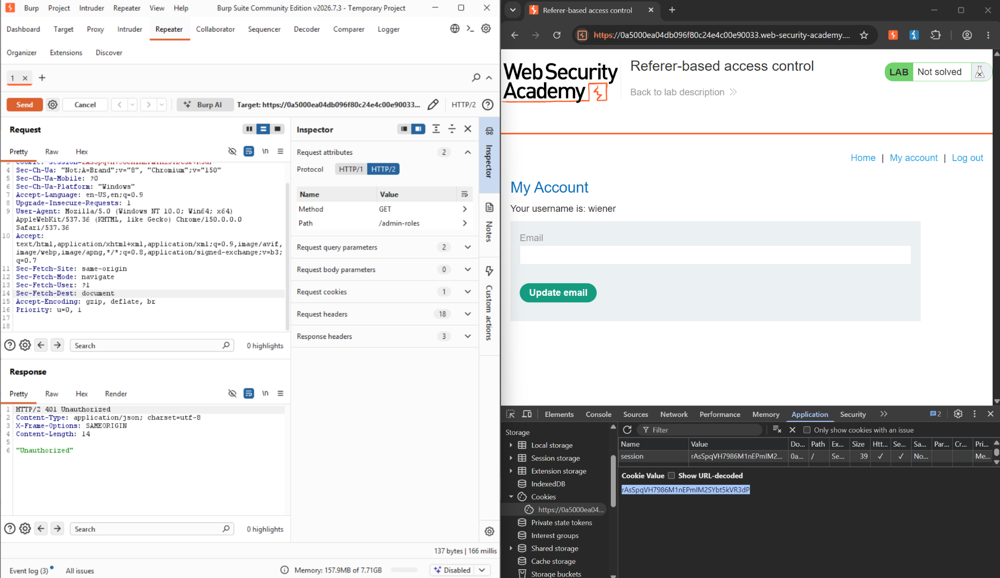 Burp Project Intruder Repeater View Help Burp Suite Community Edition v2026.7.3 - Temporary Project
Dashboard Target Proxy Intruder Repeater Collaborator Sequencer Decoder Comparer Logger
Organizer Extensions Discover
1
Send Cancel Burp AI Target: https://0a5000ea04db096f80c24e4c00e90033... HTTP/2
Request
Pretty Raw Hex \n
4 Sec-Ch-Ua: "Not;A=Brand";v="8", "Chromium";v="150"
5 Sec-Ch-Ua-Mobile: ?0
6 Sec-Ch-Ua-Platform: "Windows"
7 Accept-Language: en-US,en;q=0.9
8 Upgrade-Insecure-Requests: 1
9 User-Agent: Mozilla/5.0 (Windows NT 10.0; Win64; x64)
AppleWebKit/537.36 (KHTML, like Gecko) Chrome/150.0.0.0
Safari/537.36
10 Accept:
text/html,application/xhtml+xml,application/xml;q=0.9,image/avif,
image/webp,image/apng,*/*;q=0.8,application/signed-exchange;v=b3;
q=0.7
11 Sec-Fetch-Site: same-origin
12 Sec-Fetch-Mode: navigate
13 Sec-Fetch-User: ?1
14 Sec-Fetch-Dest: document
15 Accept-Encoding: gzip, deflate, br
16 Priority: u=0, i
17
18
Search 0 highlights
Response
Pretty Raw Hex Render \n
1 HTTP/2 401 Unauthorized
2 Content-Type: application/json; charset=utf-8
3 X-Frame-Options: SAMEORIGIN
4 Content-Length: 14
5
6 "Unauthorized"
Search 0 highlights
Inspector
Request attributes 2
Protocol HTTP/1 HTTP/2
Name Value
Method GET
Path /admin-roles
Request query parameters 2
Request body parameters 0
Request cookies 1
Request headers 18
Response headers 3
Inspector
Notes
Custom actions
137 bytes | 166 millis
Event log (3) All issues Memory: 157.9MB of 7.71GB Disabled
Referer-based access control
https://0a5000ea04db096f80c24e4c00e90033.web-security-academy....
Web Security
Academy
Referer-based access control
Back to lab description
LAB Not solved
Home | My account | Log out
My Account
Your username is: wiener
Email
Update email
Elements Console Sources Network Performance Memory Application Security 2
Storage
Local storage
Session storage
Extension storage
IndexedDB
Cookies
https://0a5000ea04...
Private state tokens
Interest groups
Shared storage
Cache storage
Storage buckets
Filter Only show cookies with an issue
Name Value Do... Path Ex... Size Htt... Se... Sa... Par... Cr... Pri...
session rAsSpqVH7986M1nEPmIM2... 0a... / Se... 39 ✓ ✓ No... Me...
Cookie Value Show URL-decoded
rAsSpqVH7986M1nEPmIM2SYbt5kVR3dP